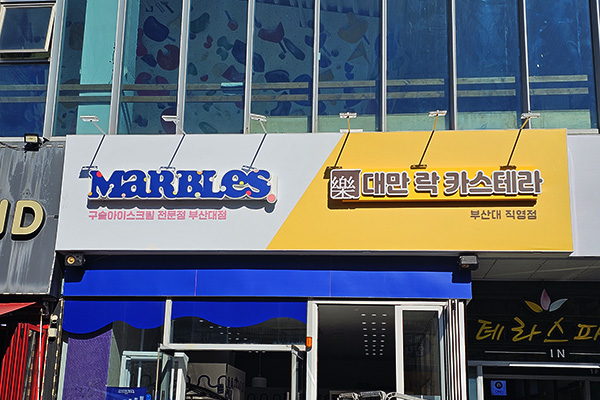 MARBLES.
구슬아이스크림 전문점 부산대점
樂 대만 락 카스테라
부산대 직영점
ND
테라스파
IN